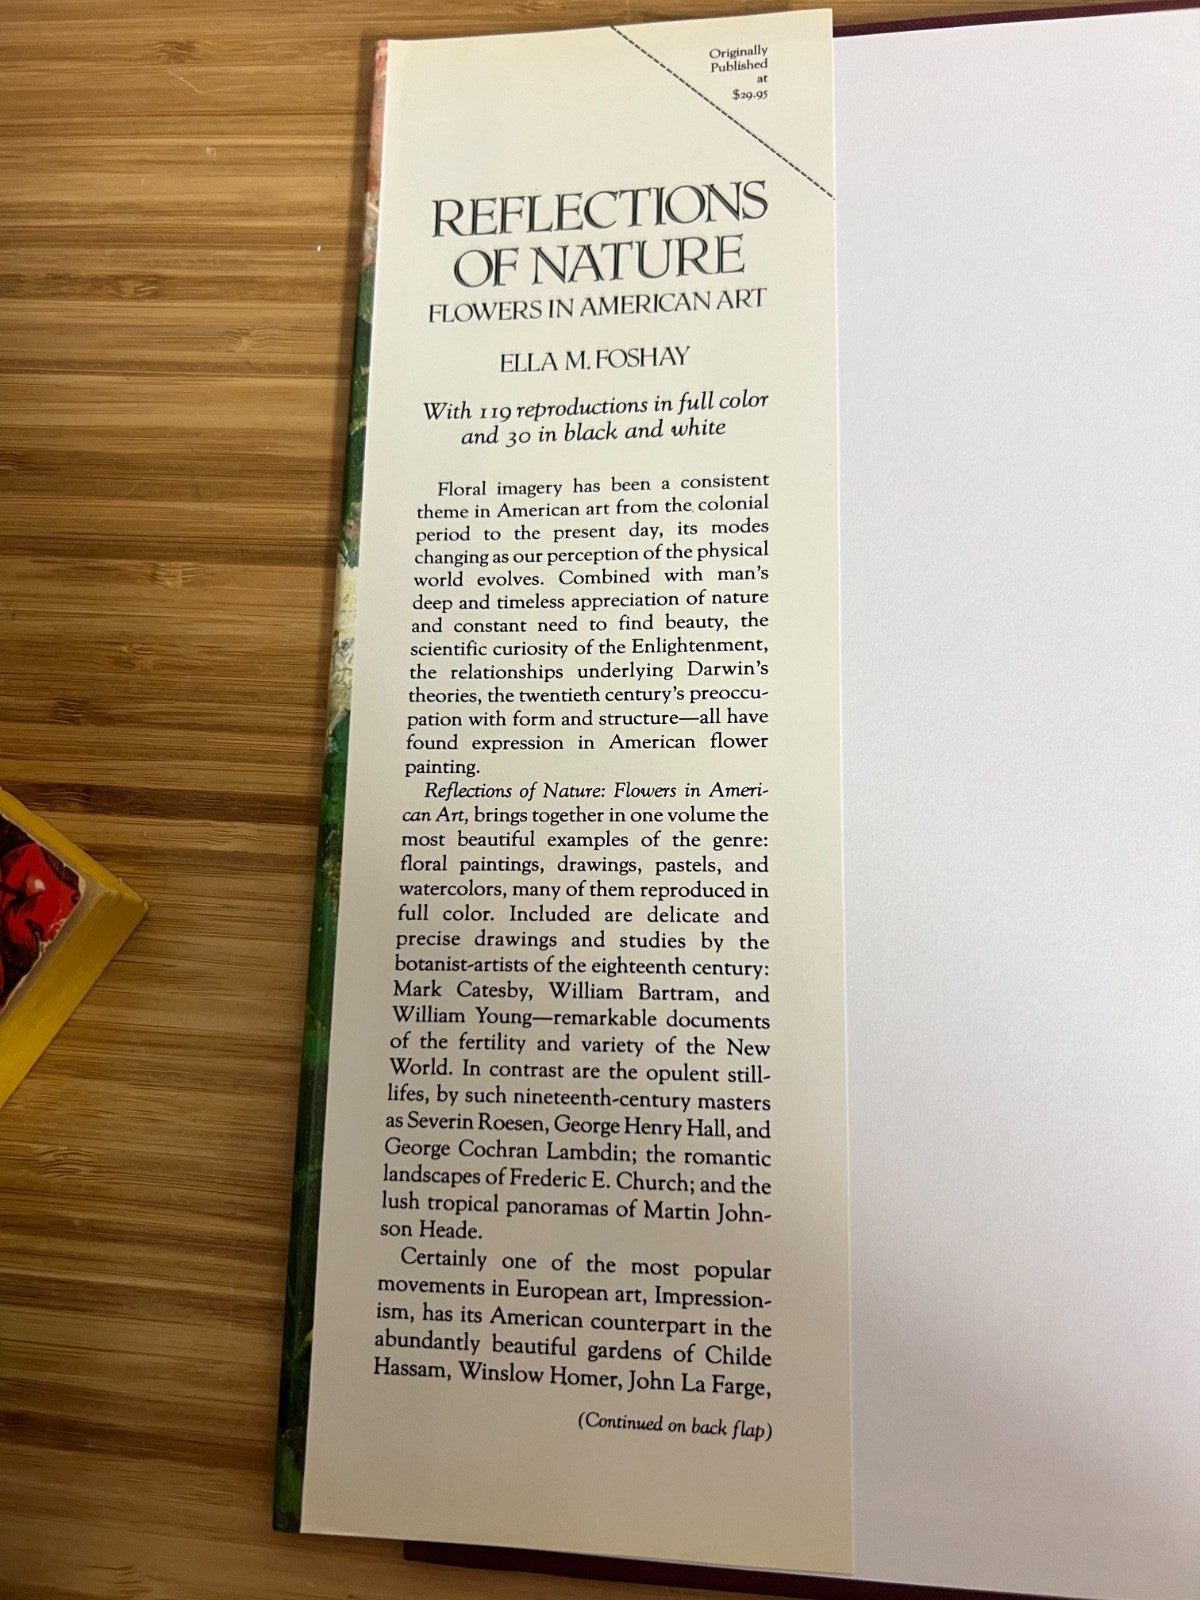 Originally
Published
at
$29.95
REFLECTIONS
OF NATURE
FLOWERS IN AMERICAN ART
ELLA M. FOSHAY
With 119 reproductions in full color
and 30 in black and white
Floral imagery has been a consistent
theme in American art from the colonial
period to the present day, its modes
changing as our perception of the physical
world evolves. Combined with man's
deep and timeless appreciation of nature
and constant need to find beauty, the
scientific curiosity of the Enlightenment,
the relationships underlying Darwin's
theories, the twentieth century's preoccu-
pation with form and structure—all have
found expression in American flower
painting.
Reflections of Nature: Flowers in Ameri-
can Art, brings together in one volume the
most beautiful examples of the genre:
floral paintings, drawings, pastels, and
watercolors, many of them reproduced in
full color. Included are delicate and
precise drawings and studies by the
botanist-artists of the eighteenth century:
Mark Catesby, William Bartram, and
William Young—remarkable documents
of the fertility and variety of the New
World. In contrast are the opulent still-
lifes, by such nineteenth-century masters
as Severin Roesen, George Henry Hall, and
George Cochran Lambdin; the romantic
landscapes of Frederic E. Church; and the
lush tropical panoramas of Martin John-
son Heade.
Certainly one of the most popular
movements in European art, Impression-
ism, has its American counterpart in the
abundantly beautiful gardens of Childe
Hassam, Winslow Homer, John La Farge,
(Continued on back flap)